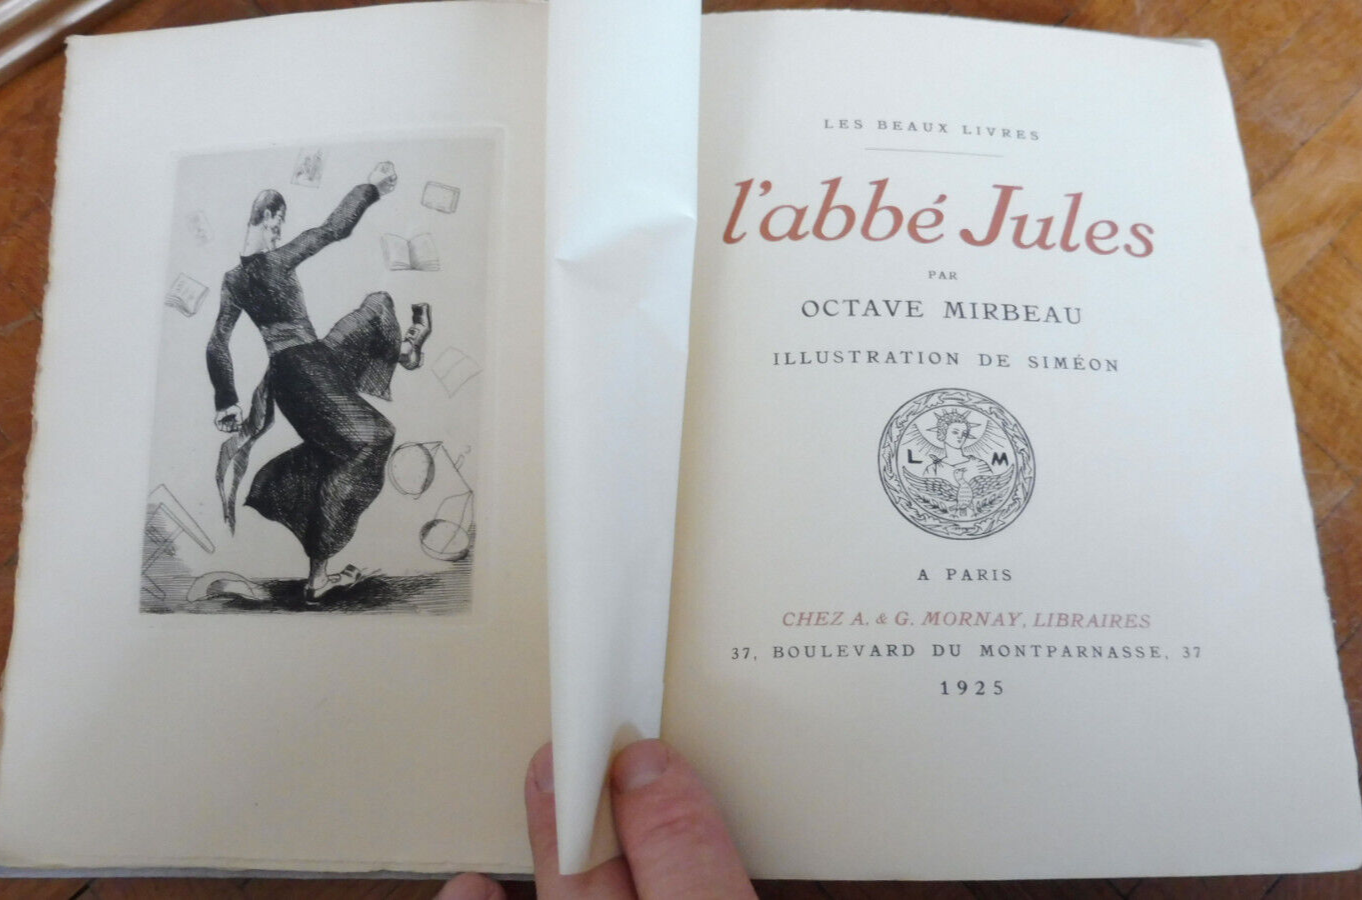 LES BEAUX LIVRES
l'abbé Jules
PAR
OCTAVE MIRBEAU
ILLUSTRATION DE SIMÉON
L M
A PARIS
CHEZ A. & G. MORNAY, LIBRAIRES
37, BOULEVARD DU MONTPARNASSE, 37
1925